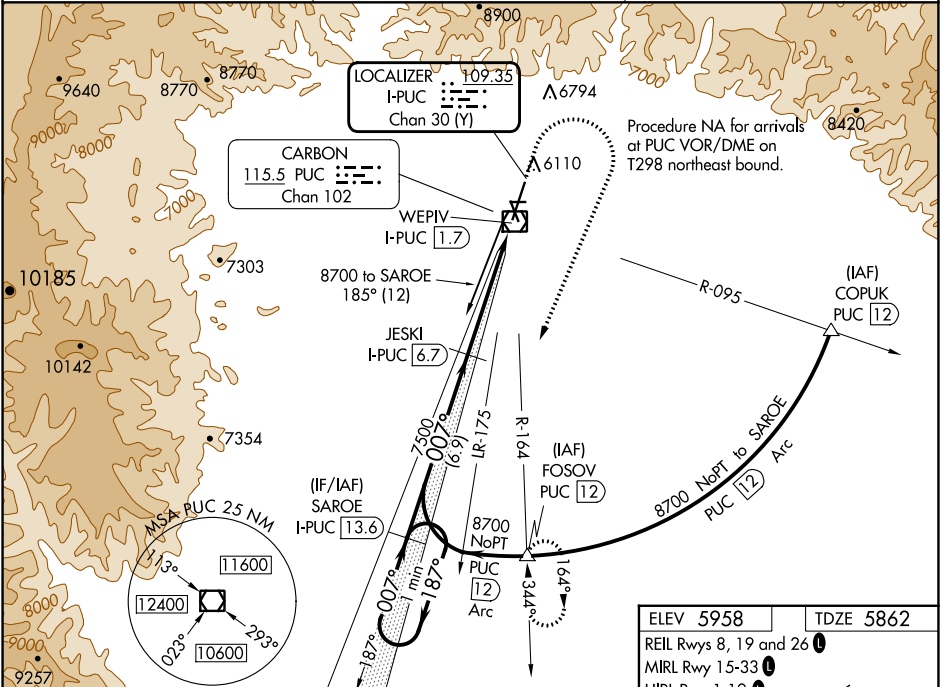 8900
8000
9640
8770
8770
9000
8000
7000
LOCALIZER 109.35
I-PUC
Chan 30 (Y)
6794
7000
8420
Procedure NA for arrivals
at PUC VOR/DME on
T298 northeast bound.
6110
CARBON
115.5 PUC
Chan 102
WEPIV
I-PUC 1.7
7303
10185
8700 to SAROE
185° (12)
R-095
(IAF)
COPUK
PUC 12
JESKI
I-PUC 6.7
10142
7354
7500
007°
(6.9)
LR-175
R-164
(IAF)
FOSOV
PUC 12
8700 NoPT to SAROE
PUC 12 Arc
(IF/IAF)
SAROE
I-PUC 13.6
8700
NoPT
PUC
12
Arc
MSA PUC 25 NM
113°
11600
12400
023°
293°
10600
007°
1 min
187°
187°
344°
164°
8000
9000
9257
ELEV 5958
TDZE 5862
REIL Rwys 8, 19 and 26 L
MIRL Rwy 15-33 L